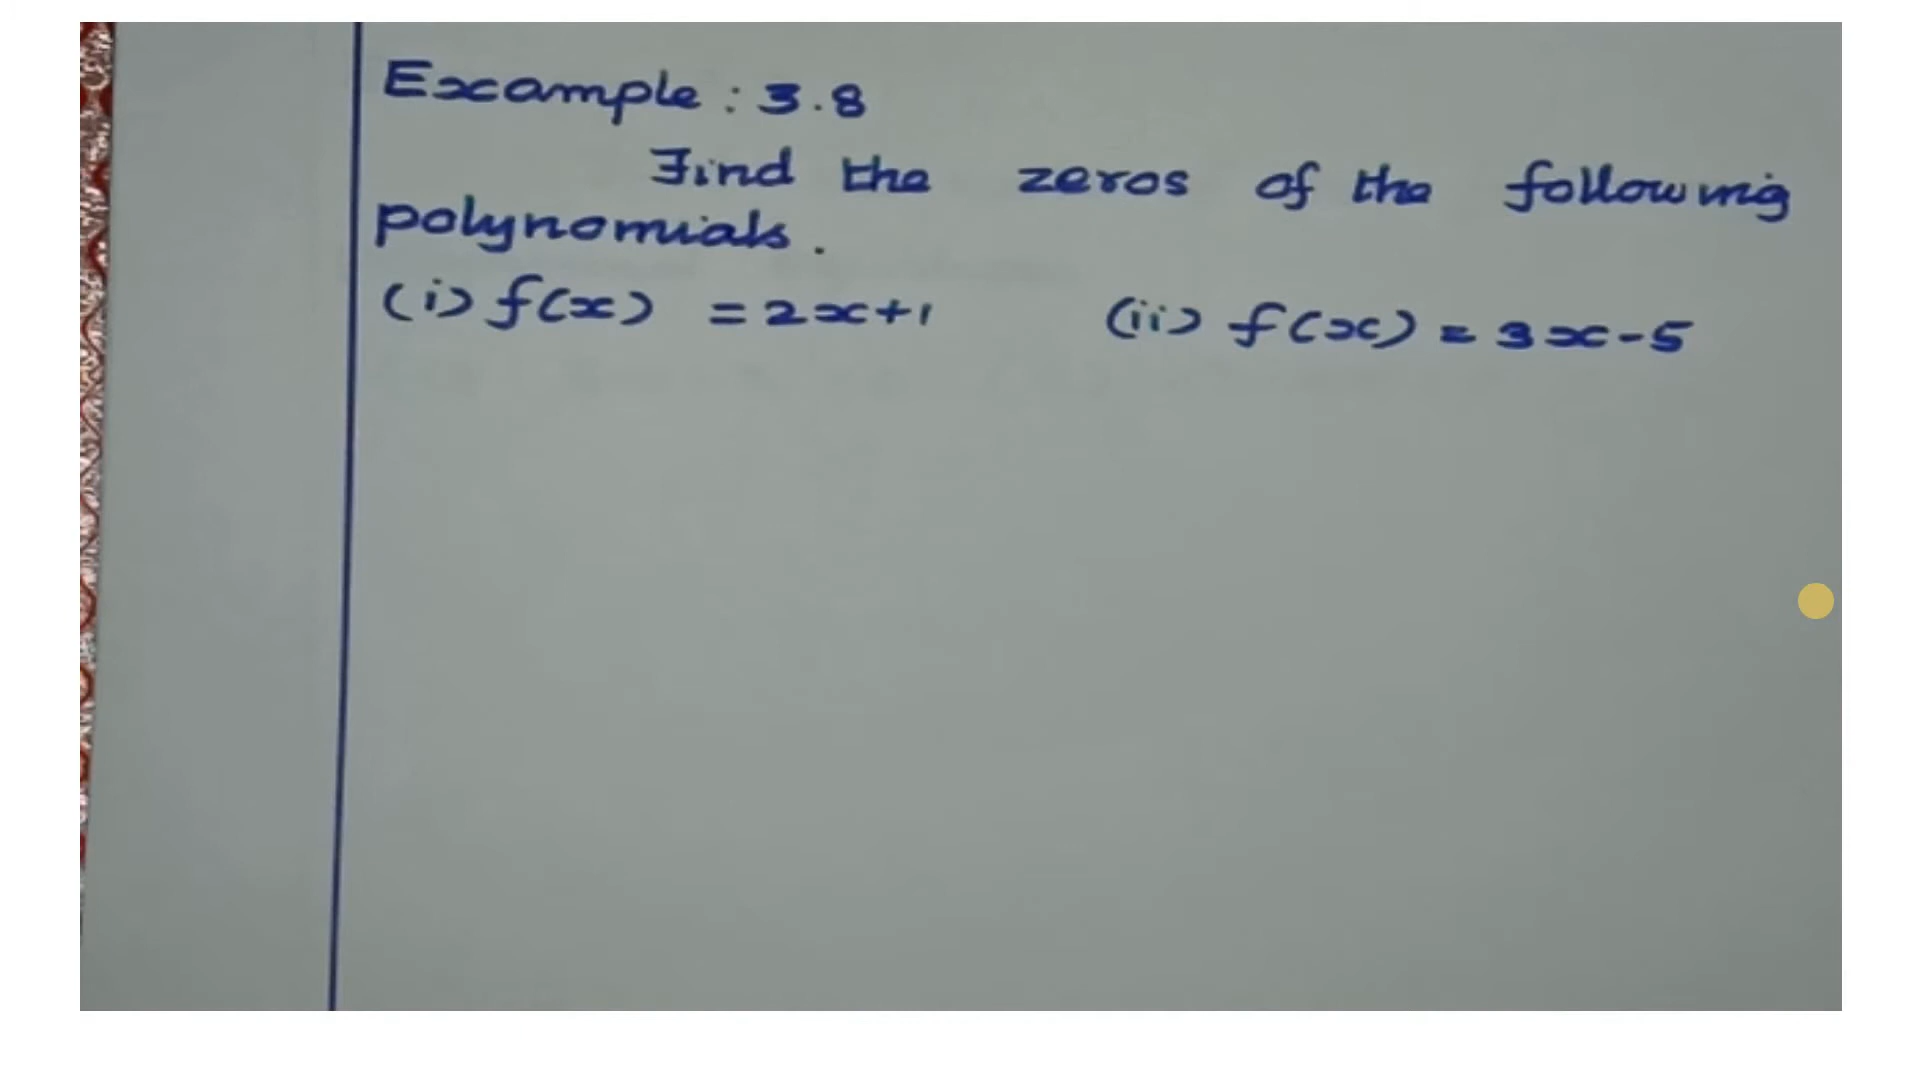 Example : 3.8
Find the zeros of the following
polynomials.
(i) f(x) = 2x+1 (ii) f(x) = 3x-5